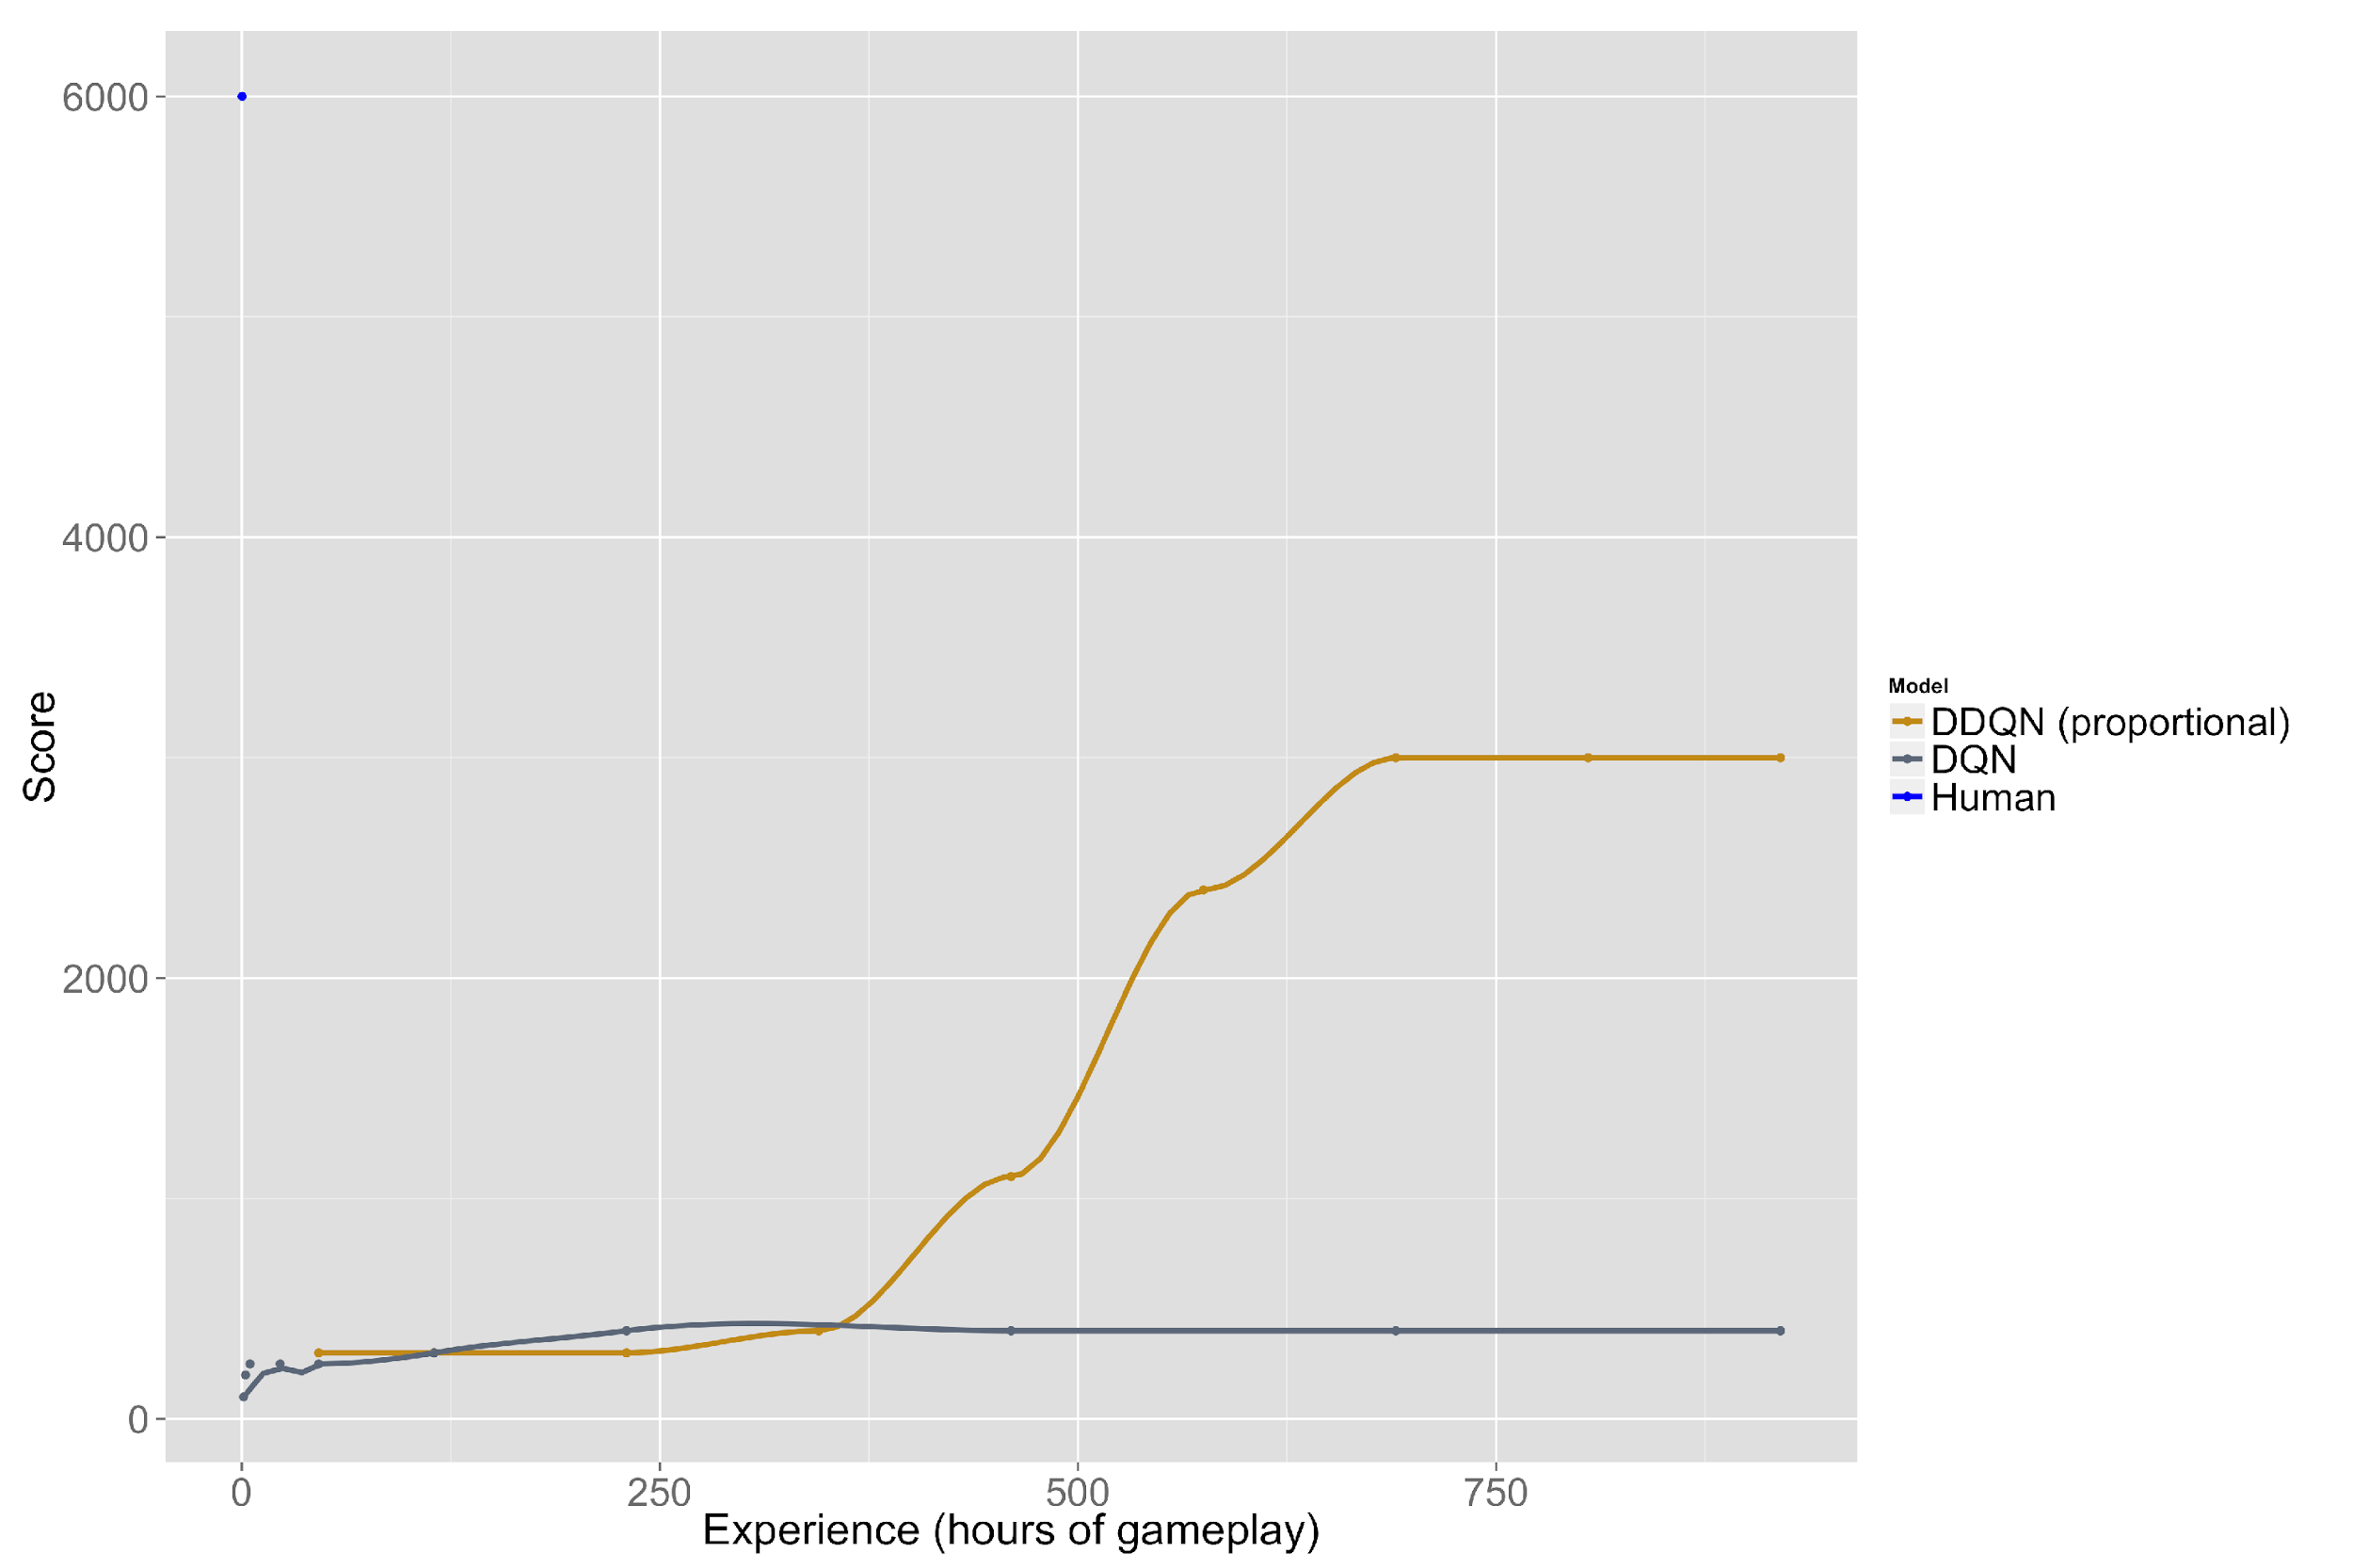 6000
4000
2000
0
Score
0 250 500 750
Experience (hours of gameplay)
Model
DDQN (proportional)
DQN
Human